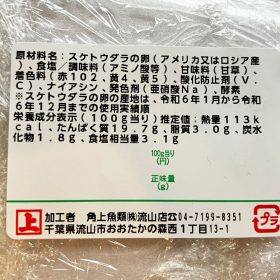 原材料名：スケトウダラの卵（アメリカ又はロシア産
）、食塩／調味料（アミノ酸等）、甘味料（甘草）、
着色料（赤102、黄4、黄5）、酸化防止剤（V．
C）、ナイアシン、発色剤（亜硝酸Na）、酵素
※スケトウダラの卵の産地は、令和6年1月から令和
6年12月までの使用実績順
栄養成分表示（100g当り）推定値：熱量113k
cal、たんぱく質19.7g、脂質3.0g、炭水
化物1.8g、食塩相当量3.1g
100g当り
（円）
正味量
（g）
上 加工者 角上魚類㈱流山店☎04-7199-8351
千葉県流山市おおたかの森西1丁目13-1
プラ